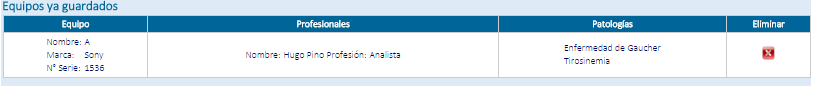 Equipos ya guardados
Equipo Profesionales Patologías Eliminar
Nombre: A
Marca: Sony
Nº Serie: 1536
Nombre: Hugo Pino Profesión: Analista
Enfermedad de Gaucher
Tirosinemia